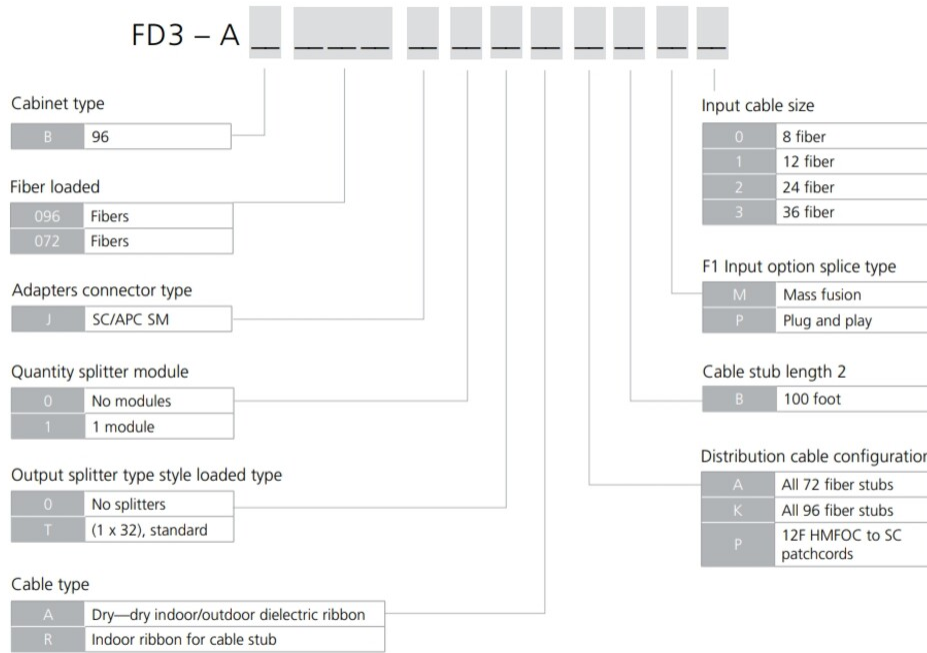 FD3 – A
Cabinet type
B 96
Fiber loaded
096 Fibers
072 Fibers
Adapters connector type
J SC/APC SM
Quantity splitter module
0 No modules
1 1 module
Output splitter type style loaded type
0 No splitters
T (1 x 32), standard
Cable type
A Dry—dry indoor/outdoor dielectric ribbon
R Indoor ribbon for cable stub
Input cable size
0 8 fiber
1 12 fiber
2 24 fiber
3 36 fiber
F1 Input option splice type
M Mass fusion
P Plug and play
Cable stub length 2
B 100 foot
Distribution cable configuration
A All 72 fiber stubs
K All 96 fiber stubs
P 12F HMFOC to SC
patchcords